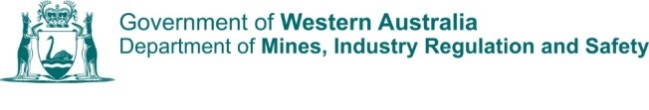 Government of Western Australia
Department of Mines, Industry Regulation and Safety